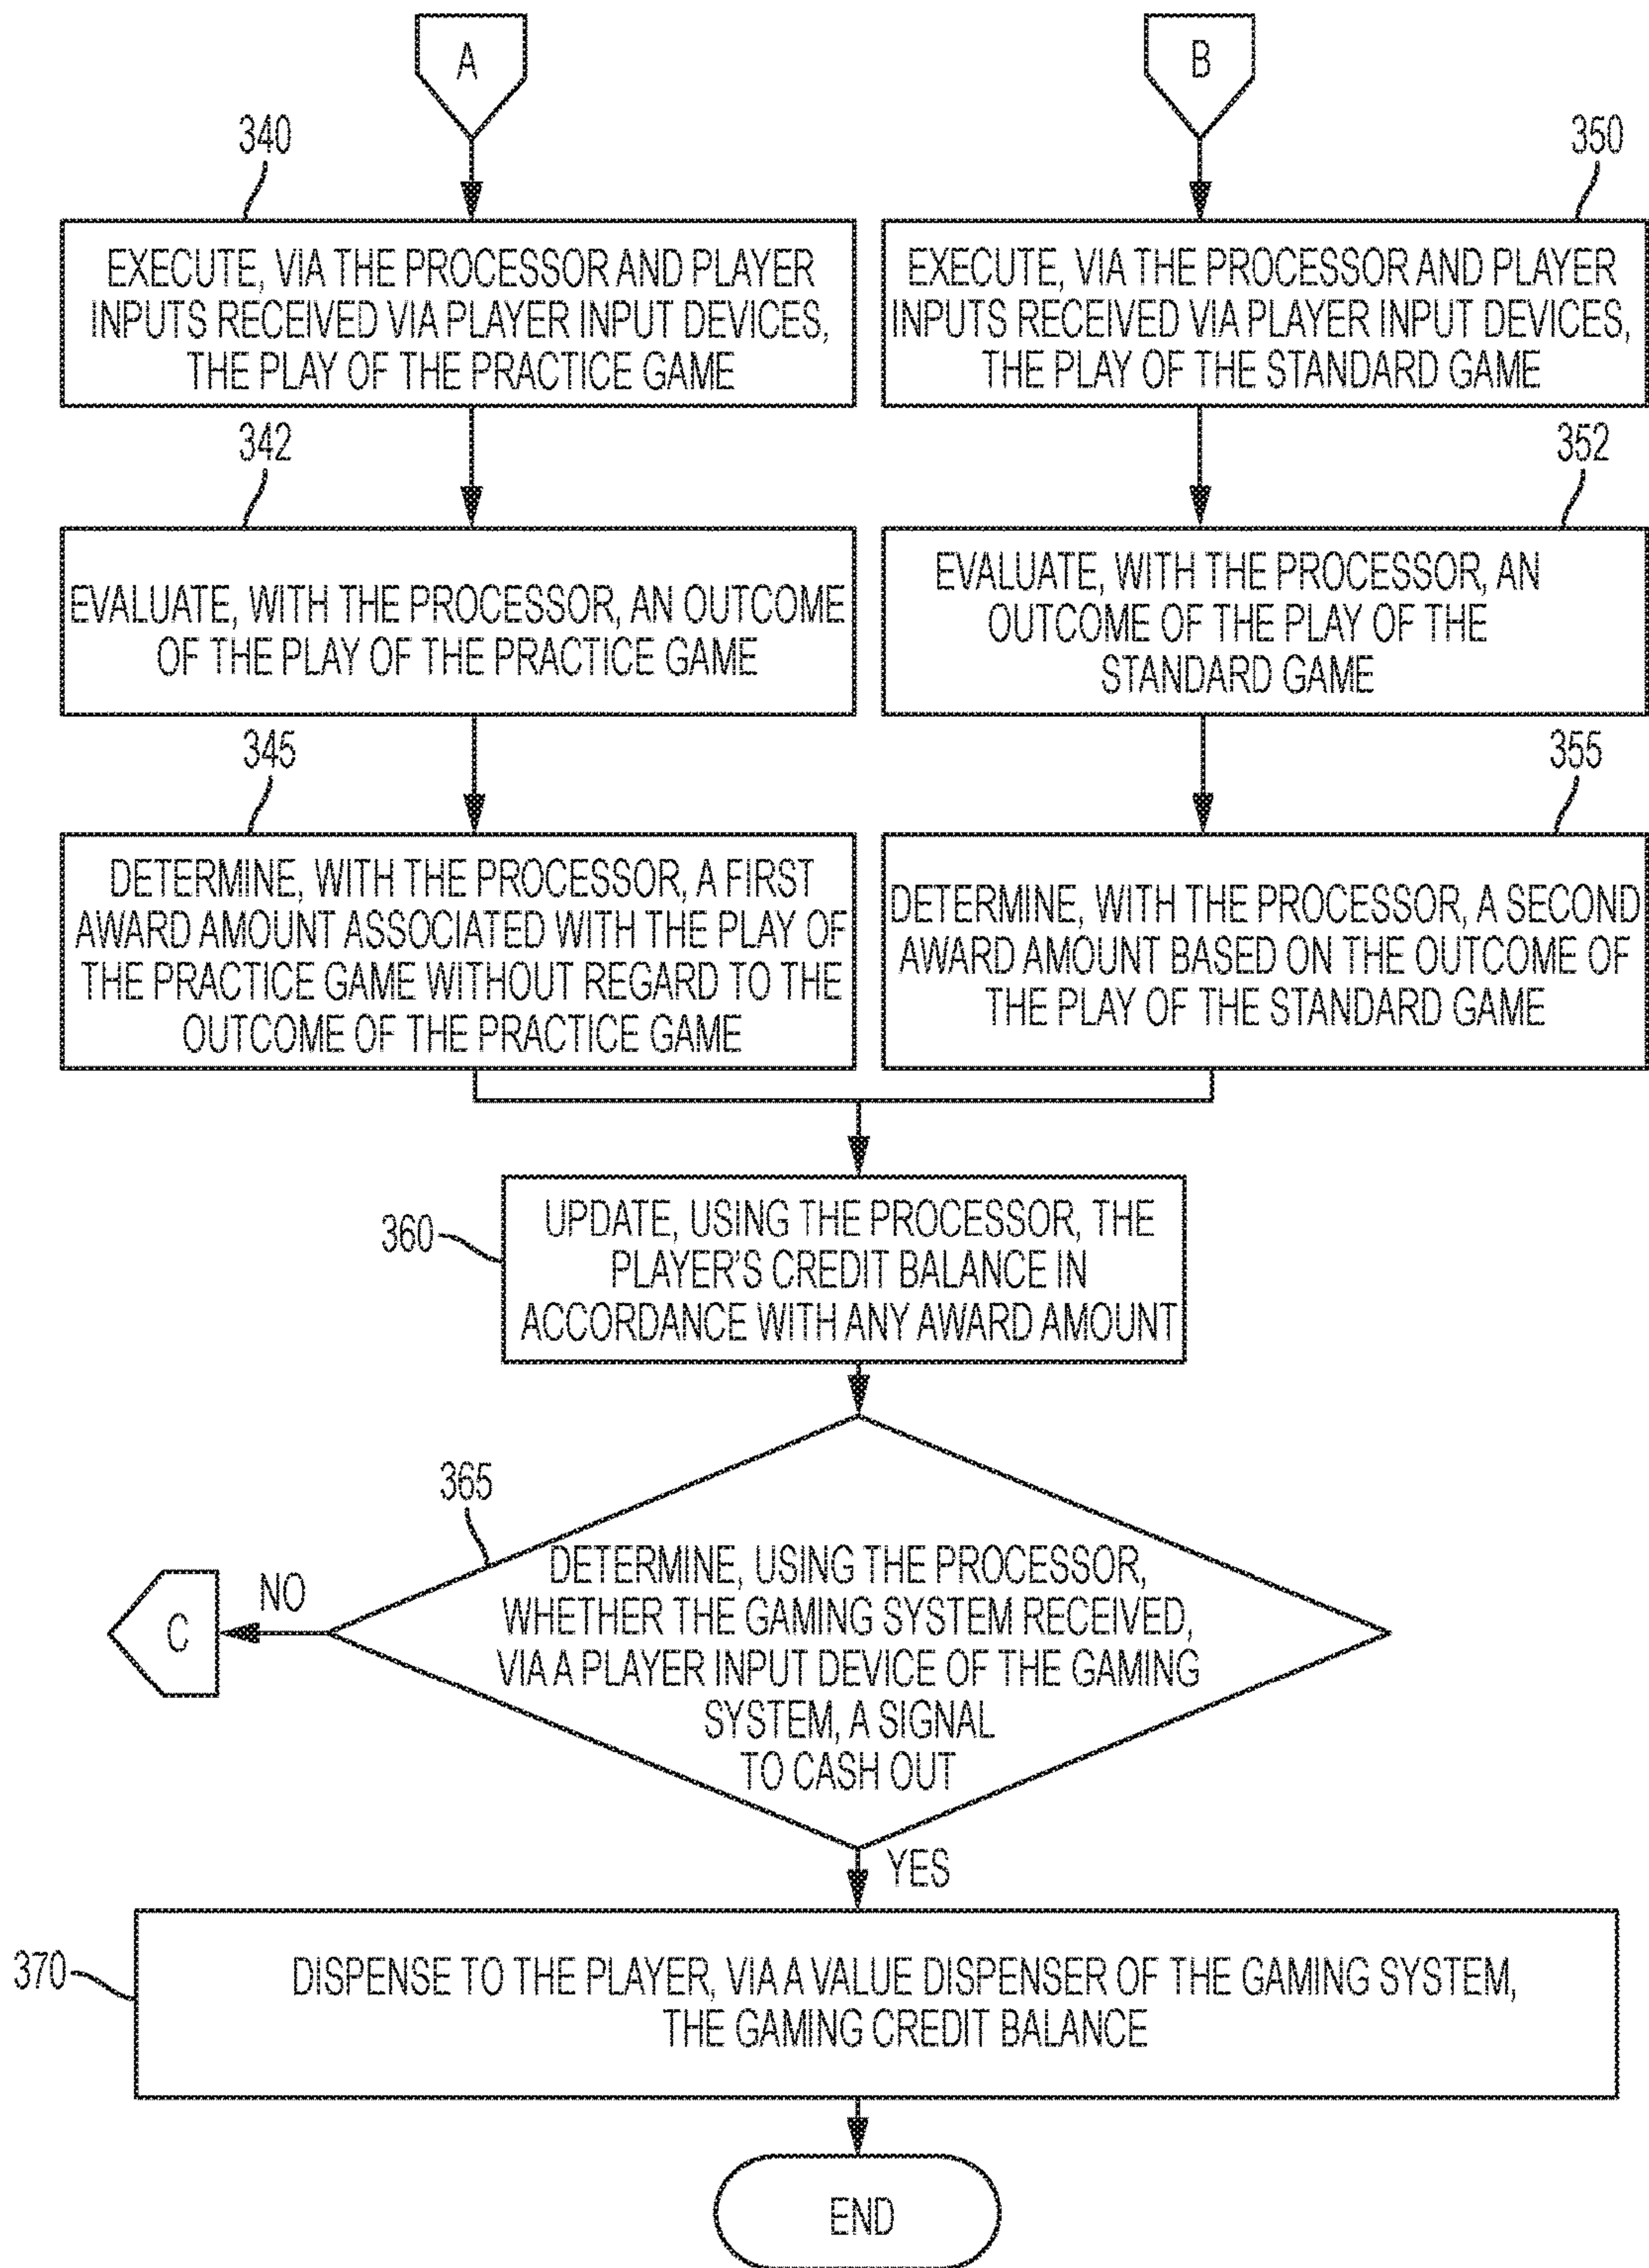 A
B
340
350
EXECUTE, VIA THE PROCESSOR AND PLAYER
INPUTS RECEIVED VIA PLAYER INPUT DEVICES,
THE PLAY OF THE PRACTICE GAME
EXECUTE, VIA THE PROCESSOR AND PLAYER
INPUTS RECEIVED VIA PLAYER INPUT DEVICES,
THE PLAY OF THE STANDARD GAME
342
352
EVALUATE, WITH THE PROCESSOR, AN OUTCOME
OF THE PLAY OF THE PRACTICE GAME
EVALUATE, WITH THE PROCESSOR, AN
OUTCOME OF THE PLAY OF THE
STANDARD GAME
345
355
DETERMINE, WITH THE PROCESSOR, A FIRST
AWARD AMOUNT ASSOCIATED WITH THE PLAY OF
THE PRACTICE GAME WITHOUT REGARD TO THE
OUTCOME OF THE PRACTICE GAME
DETERMINE, WITH THE PROCESSOR, A SECOND
AWARD AMOUNT BASED ON THE OUTCOME OF
THE PLAY OF THE STANDARD GAME
360
UPDATE, USING THE PROCESSOR, THE
PLAYER'S CREDIT BALANCE IN
ACCORDANCE WITH ANY AWARD AMOUNT
365
DETERMINE, USING THE PROCESSOR,
WHETHER THE GAMING SYSTEM RECEIVED,
VIA A PLAYER INPUT DEVICE OF THE GAMING
SYSTEM, A SIGNAL
TO CASH OUT
NO
C
YES
370
DISPENSE TO THE PLAYER, VIA A VALUE DISPENSER OF THE GAMING SYSTEM,
THE GAMING CREDIT BALANCE
END